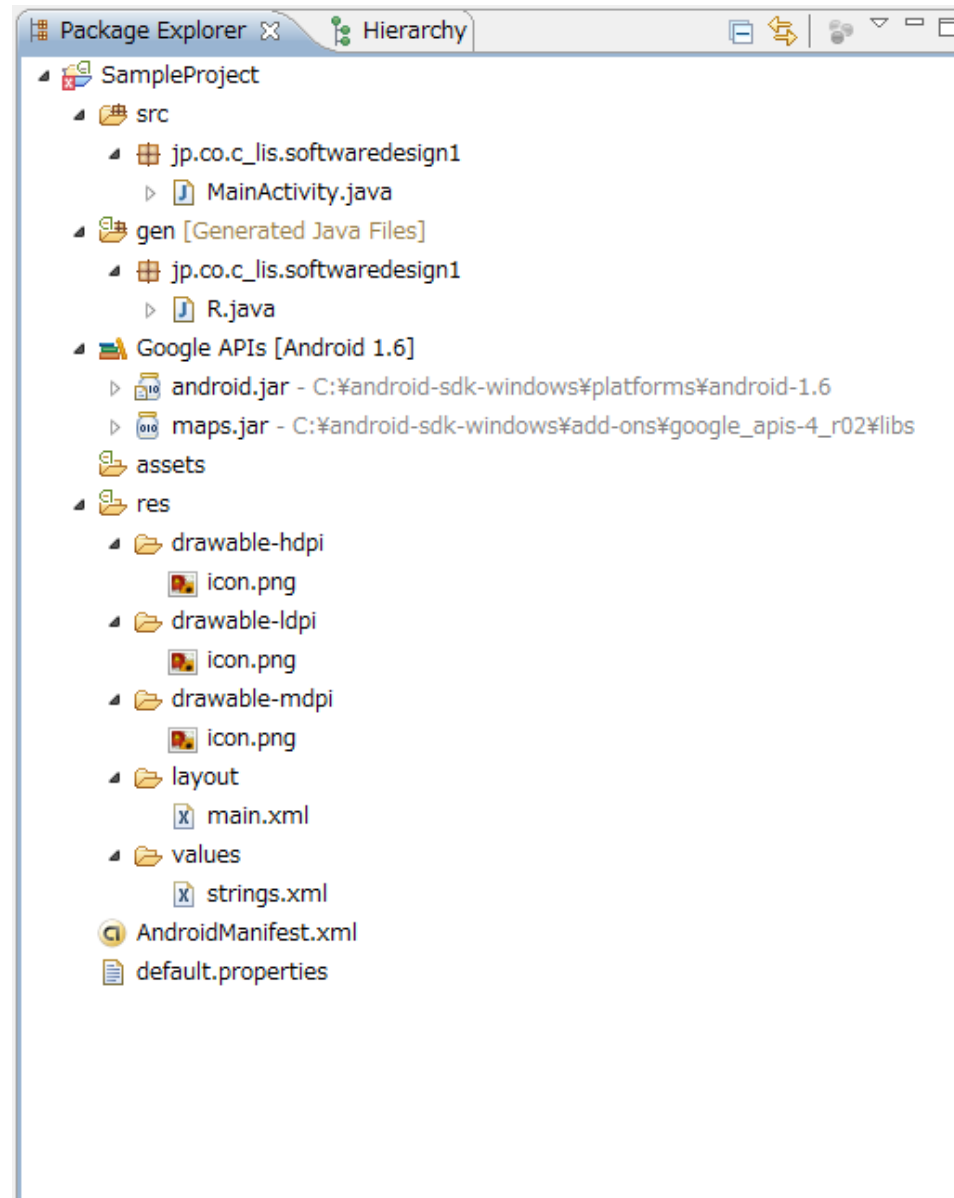 Package Explorer Hierarchy
SampleProject
src
jp.co.c_lis.softwaredesign1
MainActivity.java
gen [Generated Java Files]
jp.co.c_lis.softwaredesign1
R.java
Google APIs [Android 1.6]
android.jar - C:¥android-sdk-windows¥platforms¥android-1.6
maps.jar - C:¥android-sdk-windows¥add-ons¥google_apis-4_r02¥libs
assets
res
drawable-hdpi
icon.png
drawable-ldpi
icon.png
drawable-mdpi
icon.png
layout
main.xml
values
strings.xml
AndroidManifest.xml
default.properties